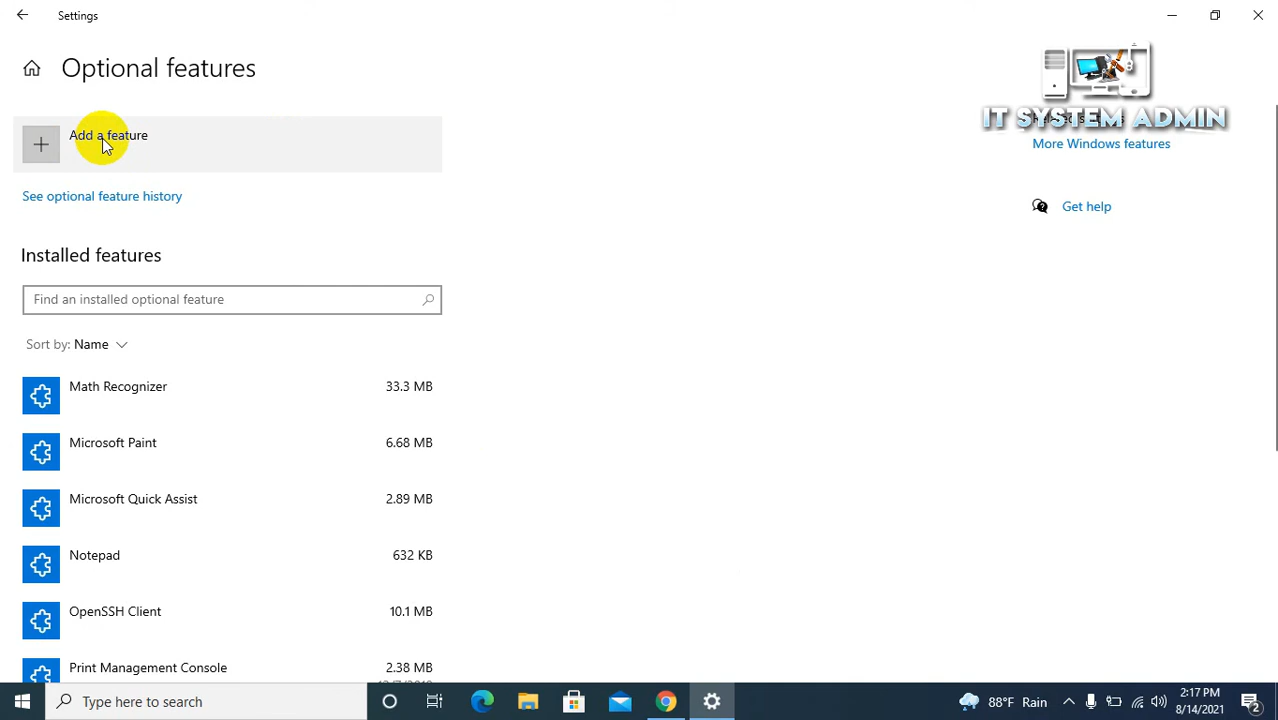 Settings
Optional features
Add a feature
See optional feature history
Installed features
Find an installed optional feature
Sort by: Name
Math Recognizer 33.3 MB
Microsoft Paint 6.68 MB
Microsoft Quick Assist 2.89 MB
Notepad 632 KB
OpenSSH Client 10.1 MB
Print Management Console 2.38 MB
IT SYSTEM ADMIN
More Windows features
Get help
Type here to search
88°F Rain
2:17 PM
8/14/2021
2